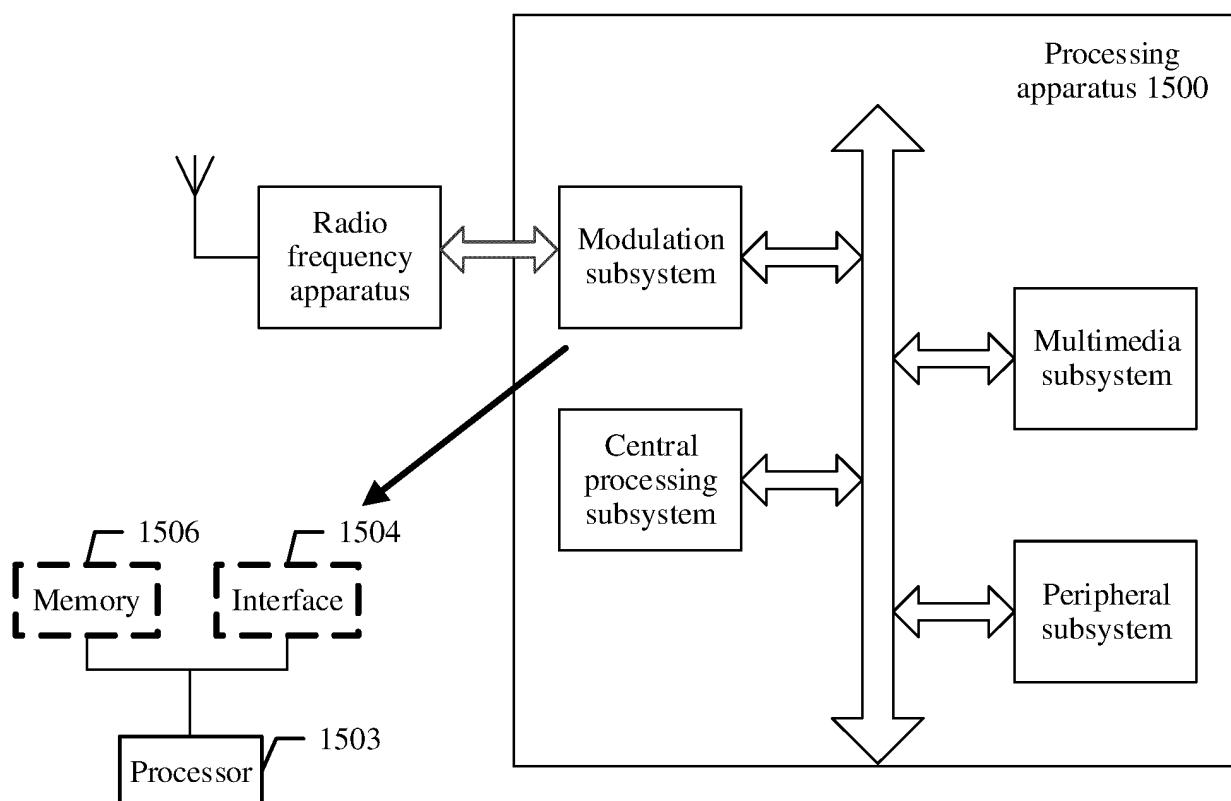 Processing
apparatus 1500
Radio
frequency
apparatus
Modulation
subsystem
Multimedia
subsystem
Central
processing
subsystem
1506
1504
Memory
Interface
Peripheral
subsystem
1503
Processor